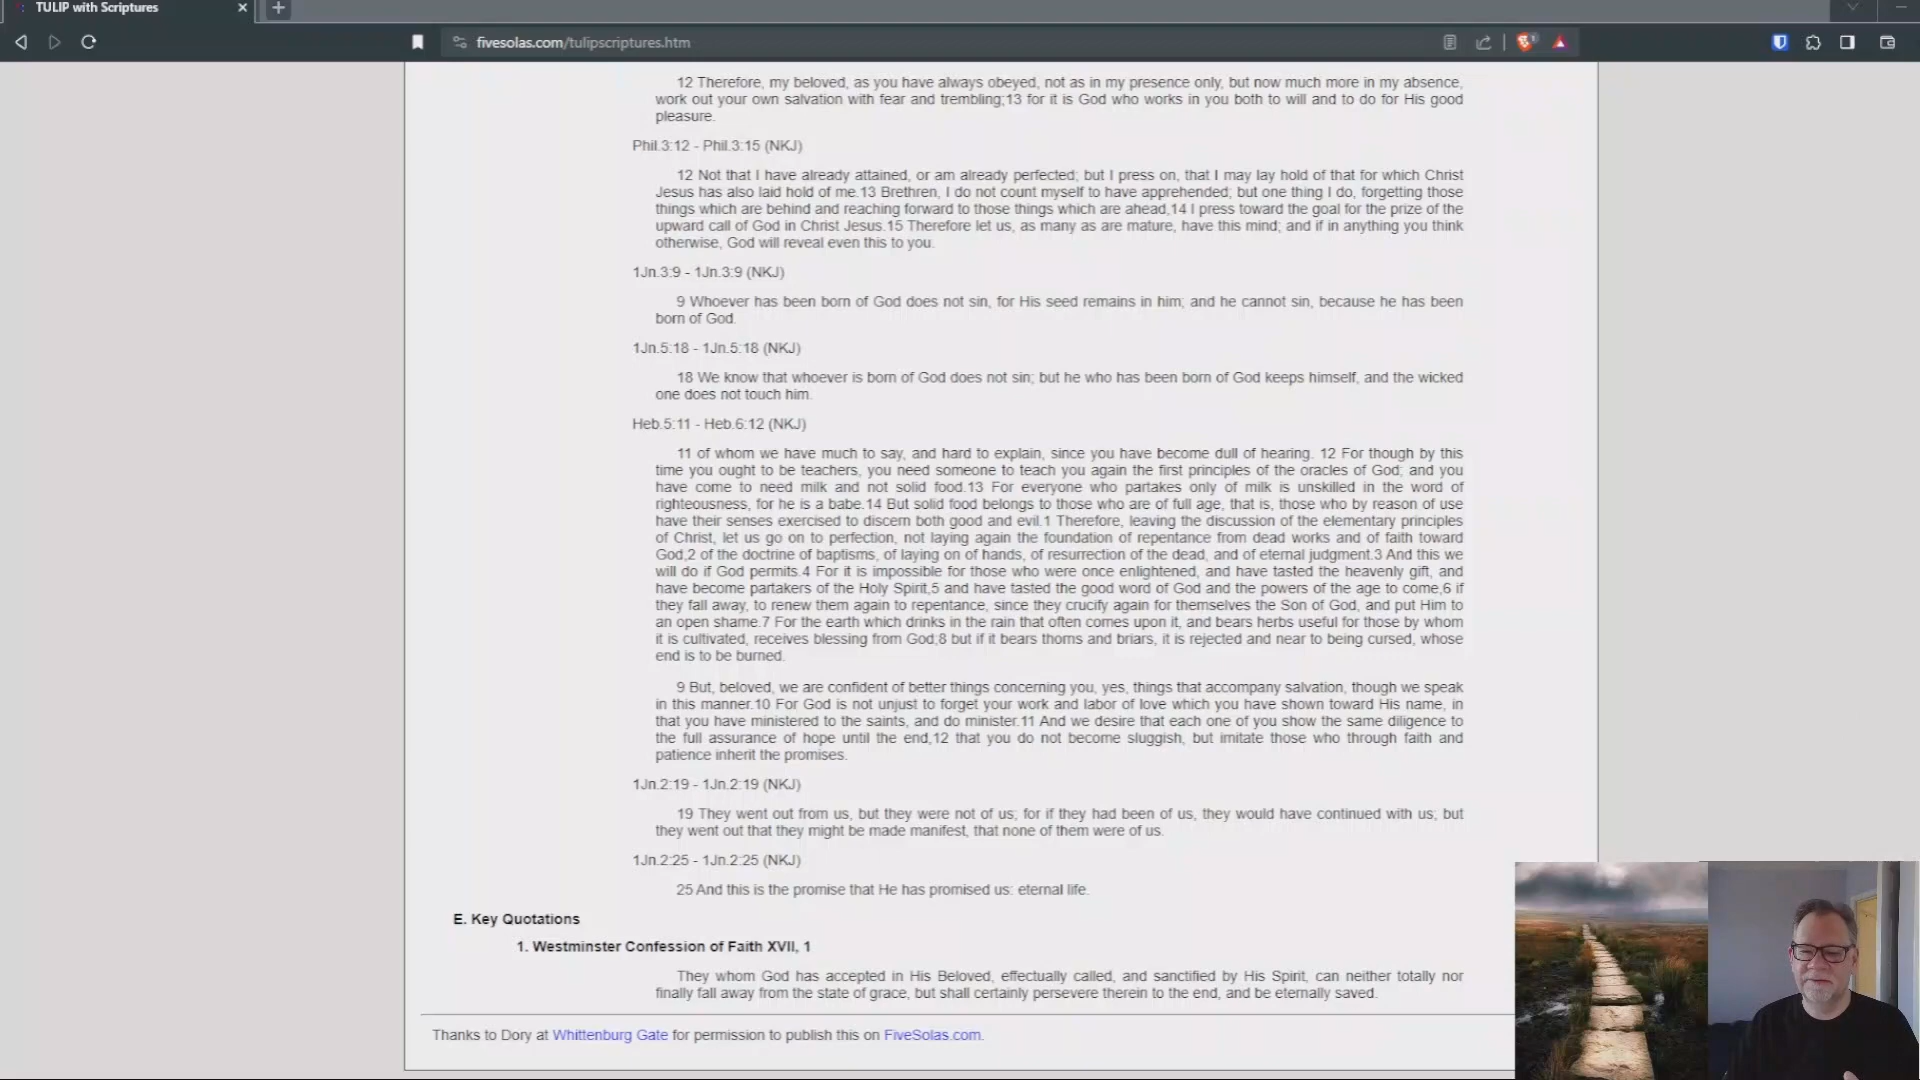 TULIP with Scriptures
fivesolas.com/tulipscriptures.htm
12 Therefore, my beloved, as you have always obeyed, not as in my presence only, but now much more in my absence,
work out your own salvation with fear and trembling;13 for it is God who works in you both to will and to do for His good
pleasure.
Phil.3:12 - Phil.3:15 (NKJ)
12 Not that I have already attained, or am already perfected; but I press on, that I may lay hold of that for which Christ
Jesus has also laid hold of me.13 Brethren, I do not count myself to have apprehended; but one thing I do, forgetting those
things which are behind and reaching forward to those things which are ahead,14 I press toward the goal for the prize of the
upward call of God in Christ Jesus.15 Therefore let us, as many as are mature, have this mind; and if in anything you think
otherwise, God will reveal even this to you.
1Jn.3:9 - 1Jn.3:9 (NKJ)
9 Whoever has been born of God does not sin, for His seed remains in him; and he cannot sin, because he has been
born of God.
1Jn.5:18 - 1Jn.5:18 (NKJ)
18 We know that whoever is born of God does not sin; but he who has been born of God keeps himself, and the wicked
one does not touch him.
Heb.5:11 - Heb.6:12 (NKJ)
11 of whom we have much to say, and hard to explain, since you have become dull of hearing. 12 For though by this
time you ought to be teachers, you need someone to teach you again the first principles of the oracles of God; and you
have come to need milk and not solid food.13 For everyone who partakes only of milk is unskilled in the word of
righteousness, for he is a babe.14 But solid food belongs to those who are of full age, that is, those who by reason of use
have their senses exercised to discern both good and evil.1 Therefore, leaving the discussion of the elementary principles
of Christ, let us go on to perfection, not laying again the foundation of repentance from dead works and of faith toward
God,2 of the doctrine of baptisms, of laying on of hands, of resurrection of the dead, and of eternal judgment.3 And this we
will do if God permits.4 For it is impossible for those who were once enlightened, and have tasted the heavenly gift, and
have become partakers of the Holy Spirit,5 and have tasted the good word of God and the powers of the age to come,6 if
they fall away, to renew them again to repentance, since they crucify again for themselves the Son of God, and put Him to
an open shame.7 For the earth which drinks in the rain that often comes upon it, and bears herbs useful for those by whom
it is cultivated, receives blessing from God;8 but if it bears thorns and briars, it is rejected and near to being cursed, whose
end is to be burned.
9 But, beloved, we are confident of better things concerning you, yes, things that accompany salvation, though we speak
in this manner.10 For God is not unjust to forget your work and labor of love which you have shown toward His name, in
that you have ministered to the saints, and do minister.11 And we desire that each one of you show the same diligence to
the full assurance of hope until the end,12 that you do not become sluggish, but imitate those who through faith and
patience inherit the promises.
1Jn.2:19 - 1Jn.2:19 (NKJ)
19 They went out from us, but they were not of us; for if they had been of us, they would have continued with us; but
they went out that they might be made manifest, that none of them were of us.
1Jn.2:25 - 1Jn.2:25 (NKJ)
25 And this is the promise that He has promised us: eternal life.
E. Key Quotations
1. Westminster Confession of Faith XVII, 1
They whom God has accepted in His Beloved, effectually called, and sanctified by His Spirit, can neither totally nor
finally fall away from the state of grace, but shall certainly persevere therein to the end, and be eternally saved.
Thanks to Dory at Whittenburg Gate for permission to publish this on FiveSolas.com.